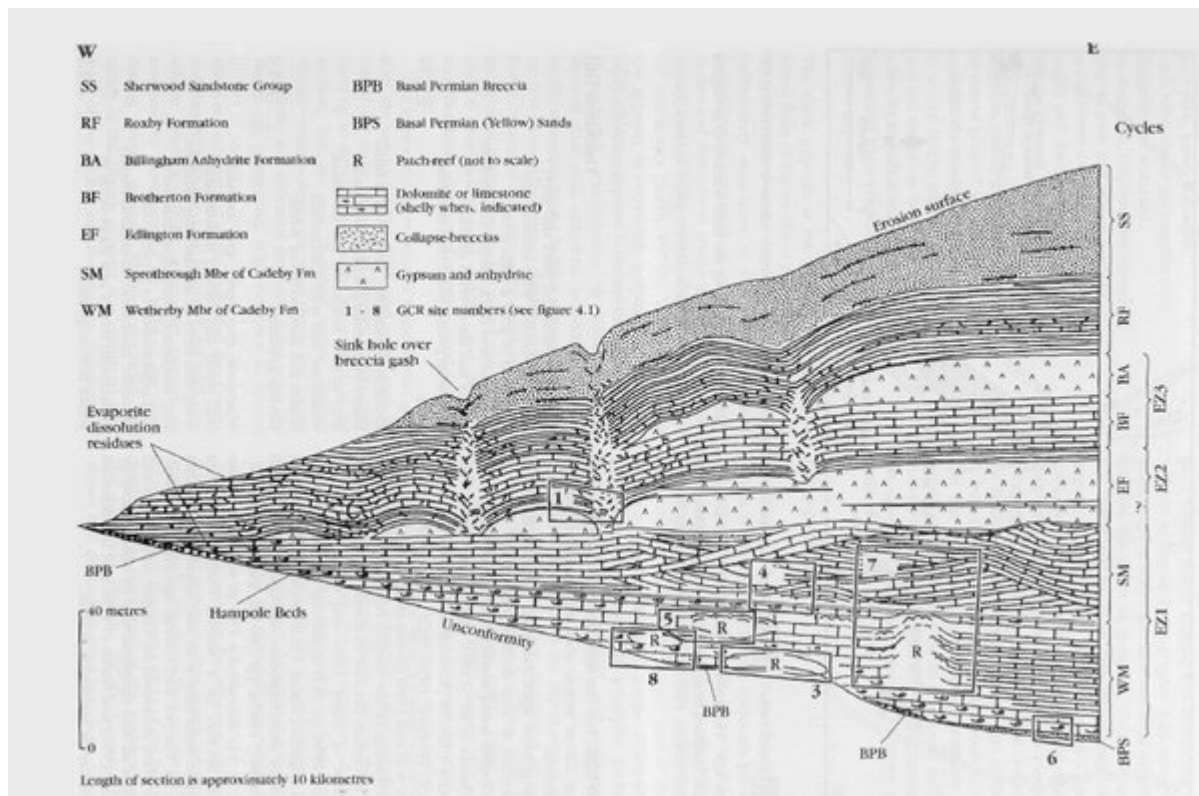 W
E
SS Sherwood Sandstone Group
BPB Basal Permian Breccia
RF Roxby Formation
BPS Basal Permian (Yellow) Sands
Cycles
BA Billingham Anhydrite Formation
R Patch-reef (not to scale)
BF Brotherton Formation
Dolomite or limestone
(shelly where indicated)
EF Edlington Formation
Collapse-breccias
SM Sprotbrough Mbr of Cadeby Fm
Gypsum and anhydrite
WM Wetherby Mbr of Cadeby Fm
1 - 8 GCR site numbers (see figure 4.1)
Erosion surface
SS
Sink hole over
breccia gash
RF
BA
EZ3
BF
Evaporite
dissolution
residues
EF
EZ2
1
?
BPB
4
7
SM
Hampole Beds
40 metres
EZ1
Unconformity
5
R
R
R
R
WM
8
3
BPB
BPB
BPS
6
0
Length of section is approximately 10 kilometres